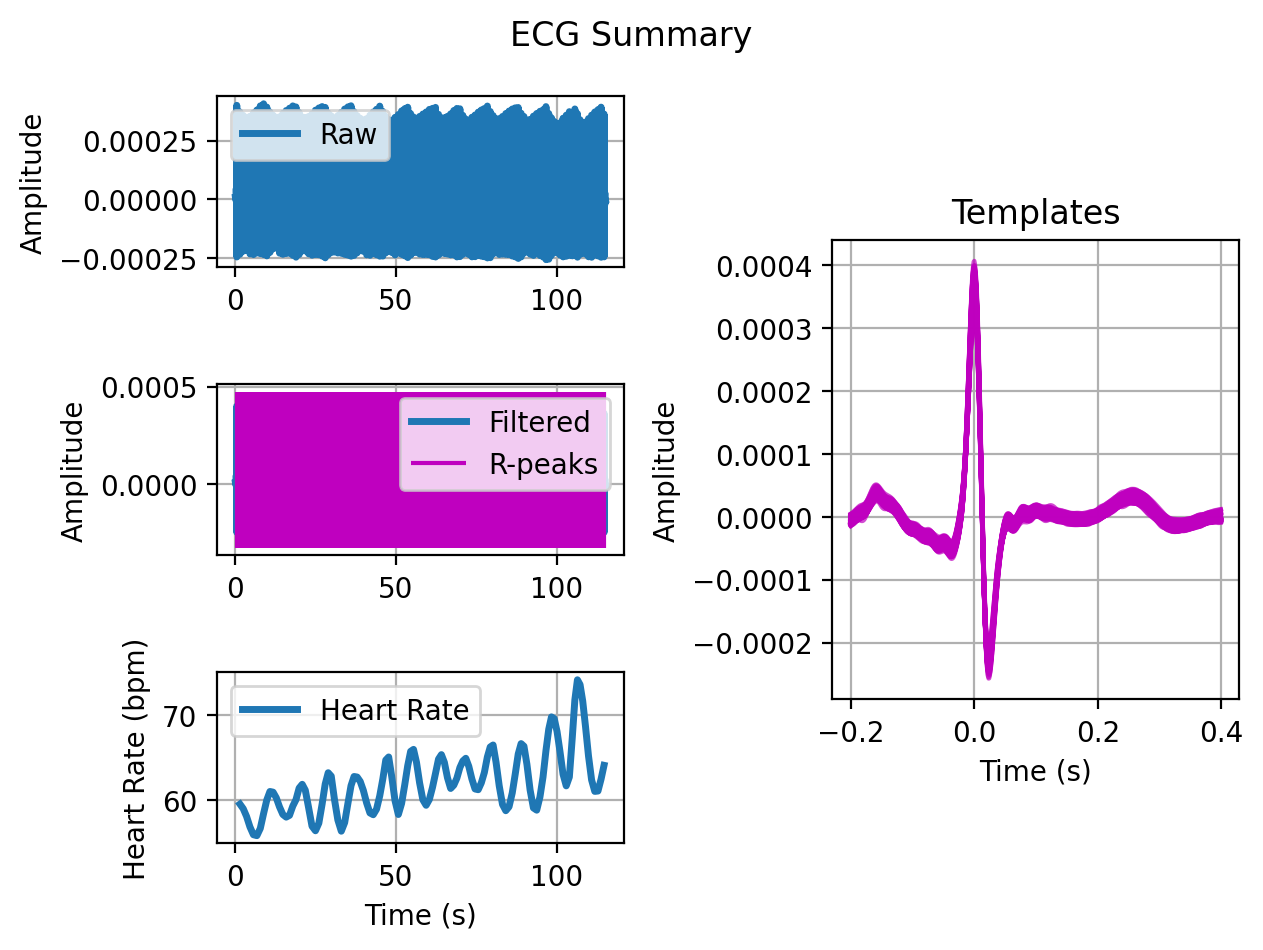 ECG Summary
Amplitude
0.00025
0.00000
−0.00025
Raw
0
50
100
Amplitude
0.0005
0.0000
Filtered
R-peaks
0
50
100
Heart Rate (bpm)
70
60
Heart Rate
0
50
100
Time (s)
Templates
Amplitude
0.0004
0.0003
0.0002
0.0001
0.0000
−0.0001
−0.0002
−0.2
0.0
0.2
0.4
Time (s)